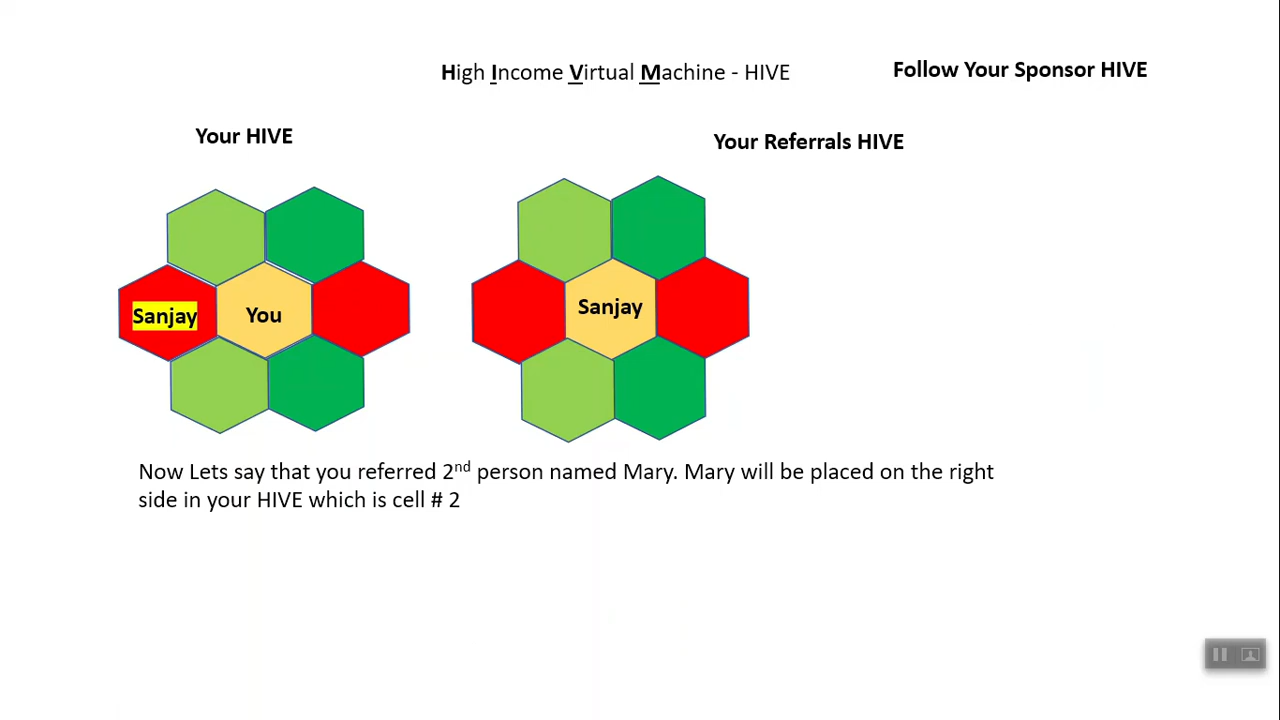 High Income Virtual Machine - HIVE
Follow Your Sponsor HIVE
Your HIVE
Your Referrals HIVE
Sanjay
You
Sanjay
Now Lets say that you referred 2nd person named Mary. Mary will be placed on the right
side in your HIVE which is cell # 2